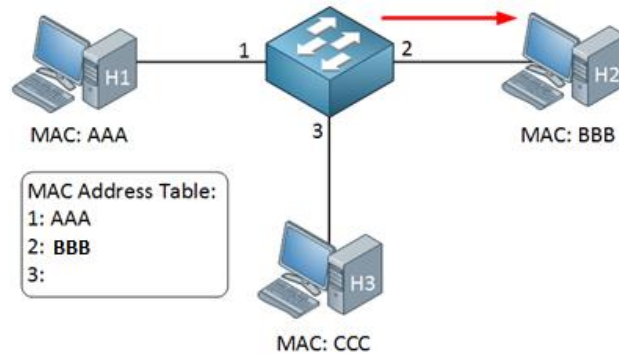 1
2
H1
H2
MAC: AAA
MAC: BBB
3
MAC Address Table:
1: AAA
2: BBB
3:
H3
MAC: CCC